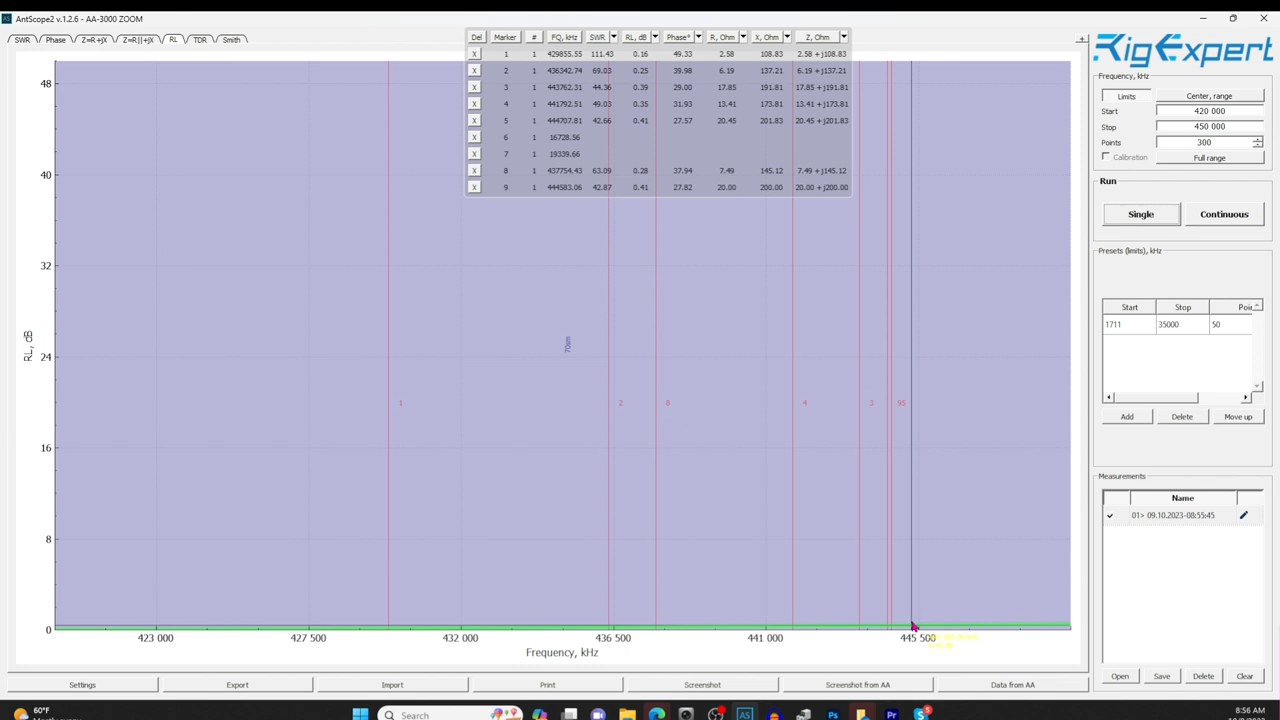 AntScope2 v.1.2.6 - AA-3000 ZOOM
SWR Phase Z=R+jX Z=R||+jX RL TDR Smith
RigExpert
Del Marker # FQ, kHz SWR RL, dB Phase° R, Ohm X, Ohm Z, Ohm
X 1 1 429855.55 111.43 0.16 49.33 2.58 108.83 2.58 +j108.83
X 2 1 436342.74 69.03 0.25 39.98 6.19 137.21 6.19 +j137.21
X 3 1 443762.31 44.36 0.39 29.00 17.85 191.81 17.85 +j191.81
X 4 1 441792.51 49.03 0.35 31.93 13.41 173.81 13.41 +j173.81
X 1 444707.81 42.66 0.41 27.57 20.45 201.83 20.45 +j201.83
X 6 1 16728.56
X 7 1 19339.66
X 8 1 437754.43 63.09 0.28 37.94 7.49 145.12 7.49 +j145.12
X 9 1 444583.06 42.87 0.41 27.82 20.00 200.00 20.00 +j200.00
48
40
32
24
16
8
0
RL, dB
70cm
1 2 8 4 3 95
423 000 427 500 432 000 436 500 441 000 445 500
Frequency, kHz
Frequency, kHz
Limits Center, range
Start 420 000
Stop 450 000
Points 300
Calibration Full range
Run
Single Continuous
Presets (limits), kHz
Start Stop Poi
1711 35000 50
Add Delete Move up
Measurements
Name
01> 09.10.2023-08:55:45
Open Save Delete Clear
Settings Export Import Print Screenshot Screenshot from AA Data from AA
60°F
Search
AS
Ps
Pr
8:56 AM